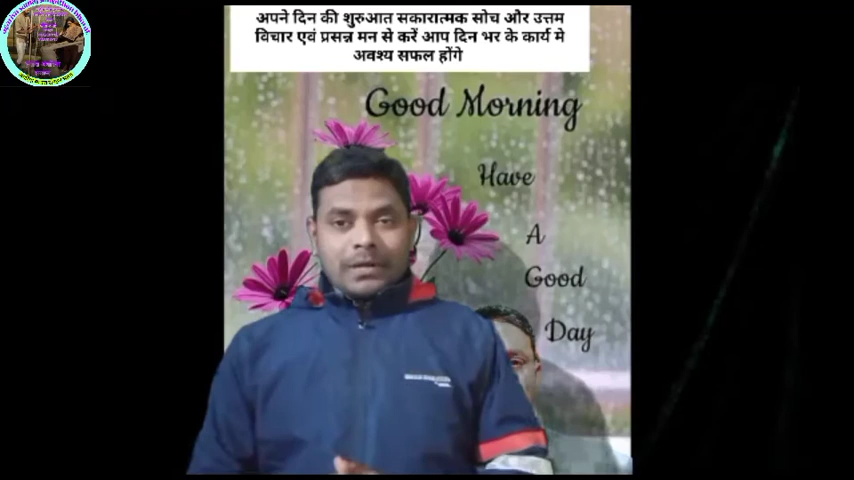 अपने दिन की शुरुआत सकारात्मक सोच और उत्तम
विचार एवं प्रसन्न मन से करें आप दिन भर के कार्य मे
अवश्य सफल होंगे
Good Morning
Have
A
Good
Day